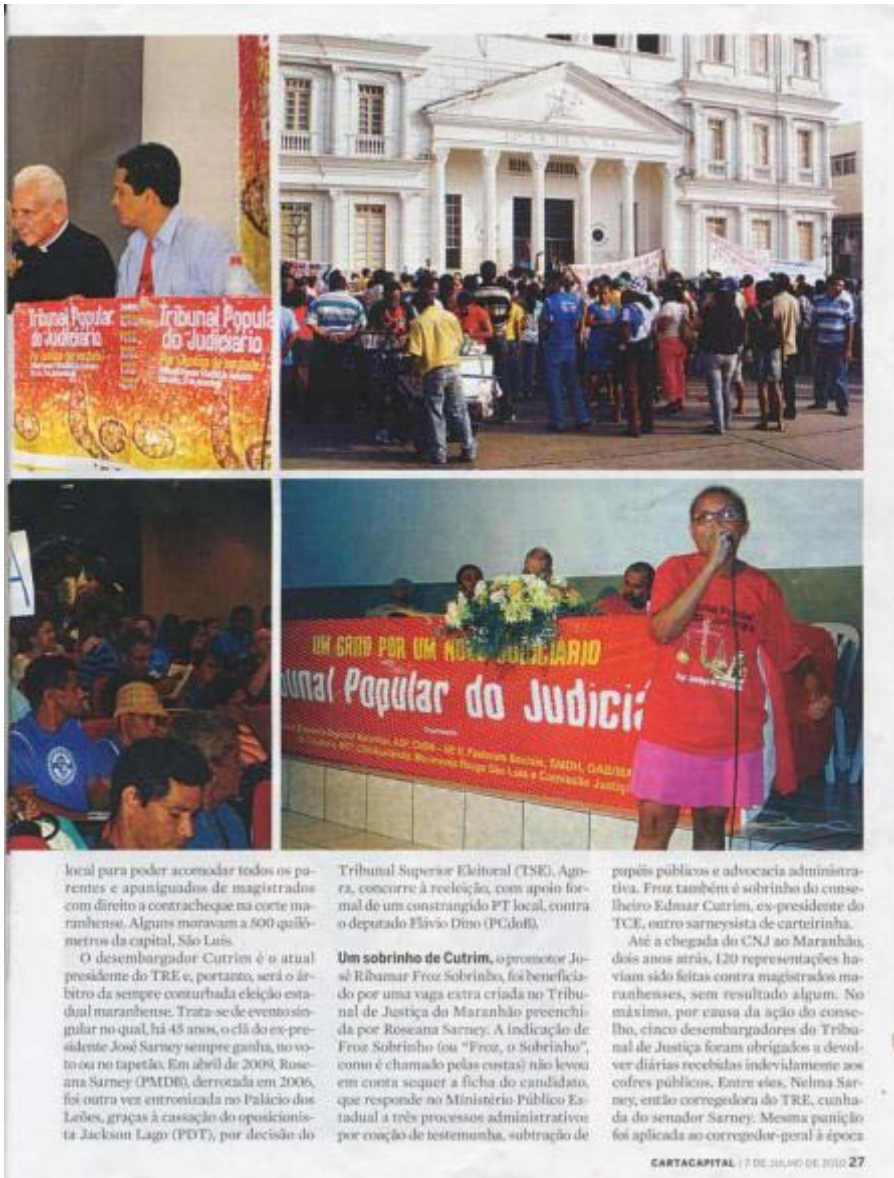 Tribunal Popular
do Judiciário
Tribunal Popula
do Judiciário
A
UM GRITO POR UM NOVO JUDICIÁRIO
bunal Popular do Judiciá
local para poder acomodar todos os pa-
rentes e apaniguados de magistrados
com direito a contracheque na corte ma-
ranhense. Alguns moravam a 800 quilô-
metros da capital, São Luís.
O desembargador Cutrim é o atual
presidente do TRE e, portanto, será o ár-
bitro da sempre conturbada eleição esta-
dual maranhense. Trata-se de evento sin-
gular no qual, há 45 anos, o clã do ex-pre-
sidente José Sarney sempre ganha, no vo-
to ou no tapetão. Em abril de 2009, Rose-
ana Sarney (PMDB), derrotada em 2006,
foi outra vez entronizada no Palácio dos
Leões, graças à cassação do oposicionis-
ta Jackson Lago (PDT), por decisão do
Tribunal Superior Eleitoral (TSE). Ago-
ra, concorre à reeleição, com apoio for-
mal de um constrangido PT local, contra
o deputado Flávio Dino (PCdoB).
Um sobrinho de Cutrim, o promotor Jo-
sé Ribamar Froz Sobrinho, foi beneficia-
do por uma vaga extra criada no Tribu-
nal de Justiça do Maranhão preenchi-
da por Roseana Sarney. A indicação de
Froz Sobrinho (ou “Froz, o Sobrinho”,
como é chamado pelas costas) não levou
em conta sequer a ficha do candidato,
que responde no Ministério Público Es-
tadual a três processos administrativos
por coação de testemunha, subtração de
papéis públicos e advocacia administra-
tiva. Froz também é sobrinho do conse-
lheiro Edmar Cutrim, ex-presidente do
TCE, outro sarneysista de carteirinha.
Até a chegada do CNJ ao Maranhão,
dois anos atrás, 120 representações ha-
viam sido feitas contra magistrados ma-
ranhenses, sem resultado algum. No
máximo, por causa da ação do conse-
lho, cinco desembargadores do Tribu-
nal de Justiça foram obrigados a devol-
ver diárias recebidas indevidamente aos
cofres públicos. Entre eles, Nelma Sar-
ney, então corregedora do TRE, cunha-
da do senador Sarney. Mesma punição
foi aplicada ao corregedor-geral à época
CARTACAPITAL | 7 DE JULHO DE 2010 27